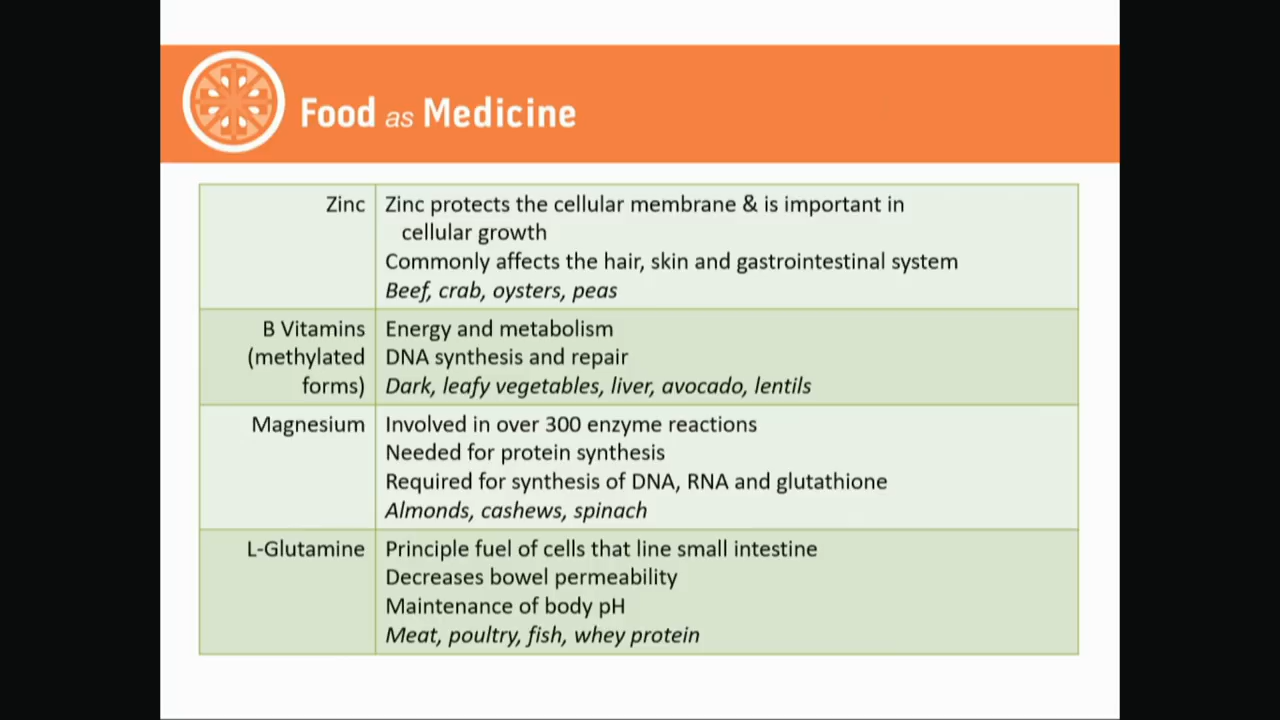 Food as Medicine
Zinc
Zinc protects the cellular membrane & is important in
cellular growth
Commonly affects the hair, skin and gastrointestinal system
Beef, crab, oysters, peas
B Vitamins
(methylated
forms)
Energy and metabolism
DNA synthesis and repair
Dark, leafy vegetables, liver, avocado, lentils
Magnesium
Involved in over 300 enzyme reactions
Needed for protein synthesis
Required for synthesis of DNA, RNA and glutathione
Almonds, cashews, spinach
L-Glutamine
Principle fuel of cells that line small intestine
Decreases bowel permeability
Maintenance of body pH
Meat, poultry, fish, whey protein